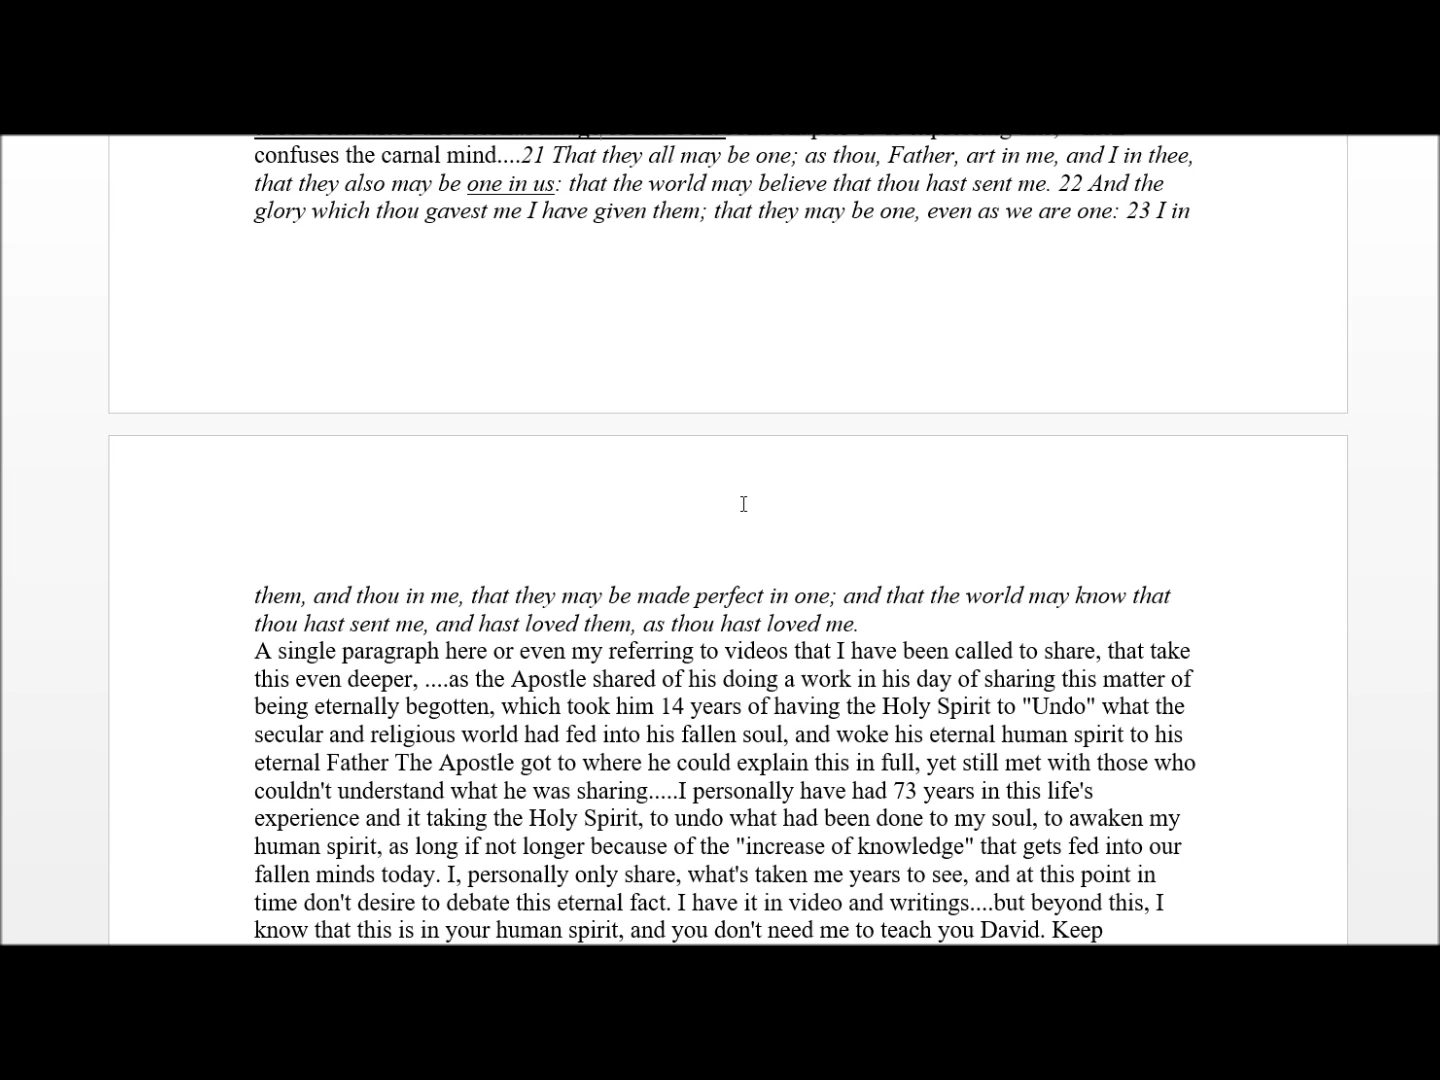 confuses the carnal mind....21 That they all may be one; as thou, Father, art in me, and I in thee,
that they also may be one in us: that the world may believe that thou hast sent me. 22 And the
glory which thou gavest me I have given them; that they may be one, even as we are one: 23 I in
them, and thou in me, that they may be made perfect in one; and that the world may know that
thou hast sent me, and hast loved them, as thou hast loved me.
A single paragraph here or even my referring to videos that I have been called to share, that take
this even deeper, ....as the Apostle shared of his doing a work in his day of sharing this matter of
being eternally begotten, which took him 14 years of having the Holy Spirit to "Undo" what the
secular and religious world had fed into his fallen soul, and woke his eternal human spirit to his
eternal Father The Apostle got to where he could explain this in full, yet still met with those who
couldn't understand what he was sharing.....I personally have had 73 years in this life's
experience and it taking the Holy Spirit, to undo what had been done to my soul, to awaken my
human spirit, as long if not longer because of the "increase of knowledge" that gets fed into our
fallen minds today. I, personally only share, what's taken me years to see, and at this point in
time don't desire to debate this eternal fact. I have it in video and writings....but beyond this, I
know that this is in your human spirit, and you don't need me to teach you David. Keep